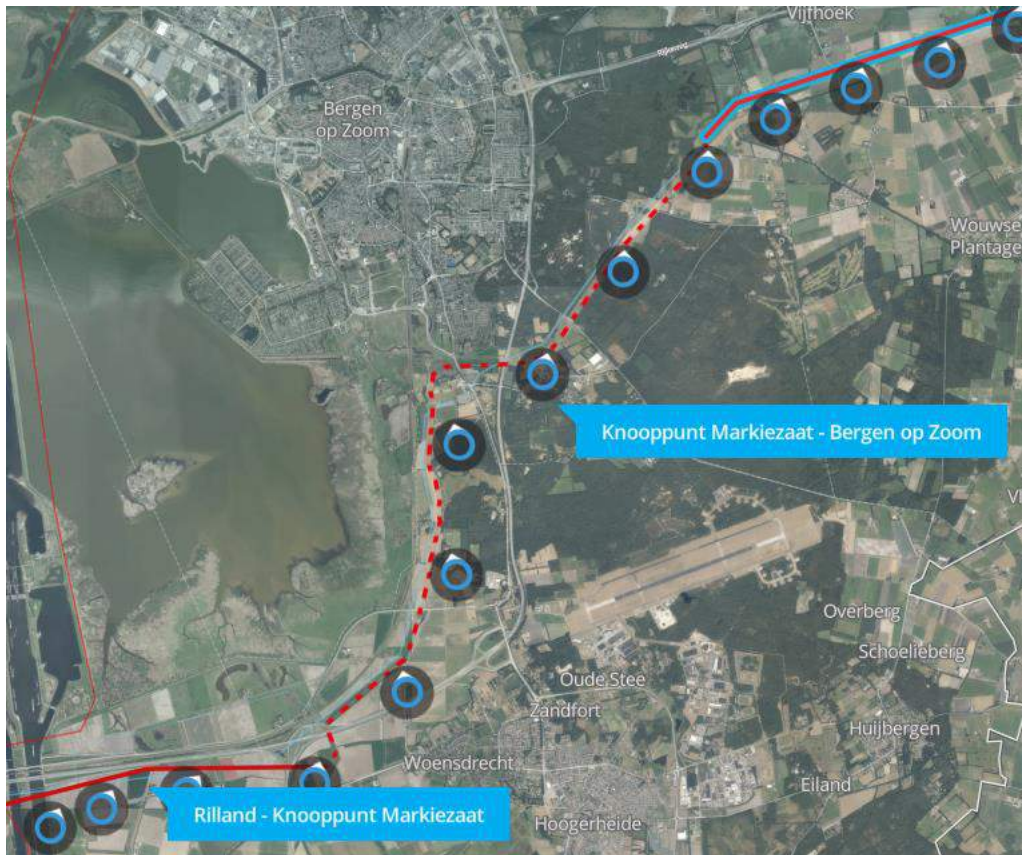 Vijfhoek
Rijksweg
Bergen
op Zoom
Wouwse
Plantage
Knooppunt Markiezaat - Bergen op Zoom
Overberg
Schoelieberg
Oude Stee
Zandfort
Huijbergen
Woensdrecht
Eiland
Rilland - Knooppunt Markiezaat
Hoogerheide